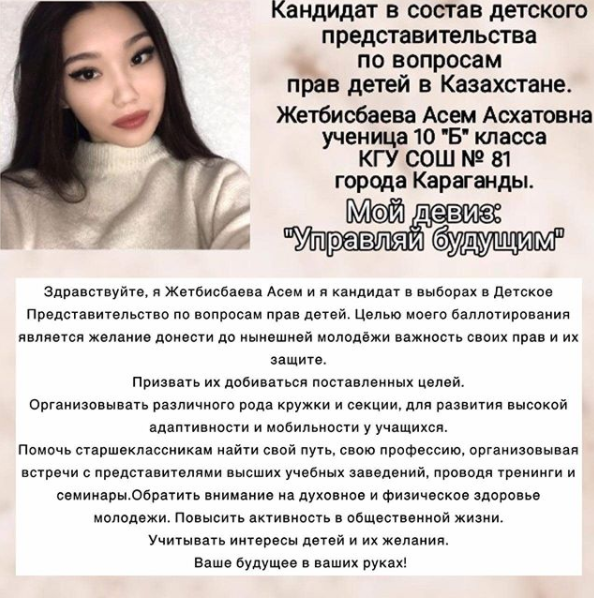 Кандидат в состав детского
представительства
по вопросам
прав детей в Казахстане.
Жетбисбаева Асем Асхатовна
ученица 10 "Б" класса
КГУ СОШ № 81
города Караганды.
Мой девиз:
"Управляй будущим"
Здравствуйте, я Жетбисбаева Асем и я кандидат в выборах в Детское
Представительство по вопросам прав детей. Целью моего баллотирования
является желание донести до нынешней молодёжи важность своих прав и их
защите.
Призвать их добиваться поставленных целей.
Организовывать различного рода кружки и секции, для развития высокой
адаптивности и мобильности у учащихся.
Помочь старшеклассникам найти свой путь, свою профессию, организовывая
встречи с представителями высших учебных заведений, проводя тренинги и
семинары.Обратить внимание на духовное и физическое здоровье
молодежи. Повысить активность в общественной жизни.
Учитывать интересы детей и их желания.
Ваше будущее в ваших руках!